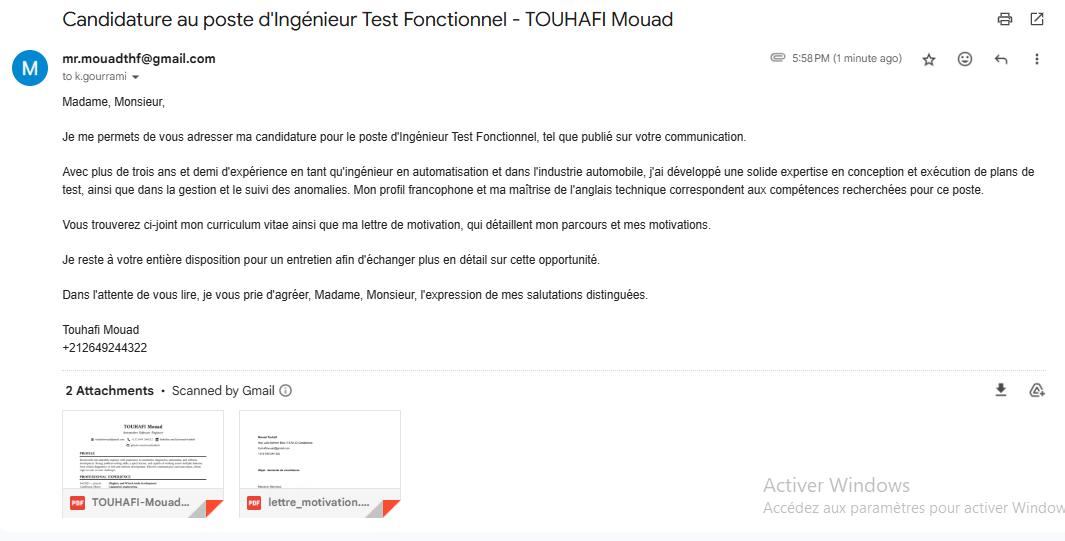 Candidature au poste d'Ingénieur Test Fonctionnel - TOUHAFI Mouad
M
mr.mouadthf@gmail.com
5:58 PM (1 minute ago)
to k.gourrami
Madame, Monsieur,
Je me permets de vous adresser ma candidature pour le poste d'Ingénieur Test Fonctionnel, tel que publié sur votre communication.
Avec plus de trois ans et demi d'expérience en tant qu'ingénieur en automatisation et dans l'industrie automobile, j'ai développé une solide expertise en conception et exécution de plans de
test, ainsi que dans la gestion et le suivi des anomalies. Mon profil francophone et ma maîtrise de l'anglais technique correspondent aux compétences recherchées pour ce poste.
Vous trouverez ci-joint mon curriculum vitae ainsi que ma lettre de motivation, qui détaillent mon parcours et mes motivations.
Je reste à votre entière disposition pour un entretien afin d'échanger plus en détail sur cette opportunité.
Dans l'attente de vous lire, je vous prie d'agréer, Madame, Monsieur, l'expression de mes salutations distinguées.
Touhafi Mouad
+212649244322
2 Attachments • Scanned by Gmail
TOUHAFI Mouad
PROFILE
PROFESSIONAL EXPERIENCE
PDF TOUHAFI-Mouad...
Mouad Touhafi
PDF lettre_motivation....
Activer Windows
Accédez aux paramètres pour activer Window